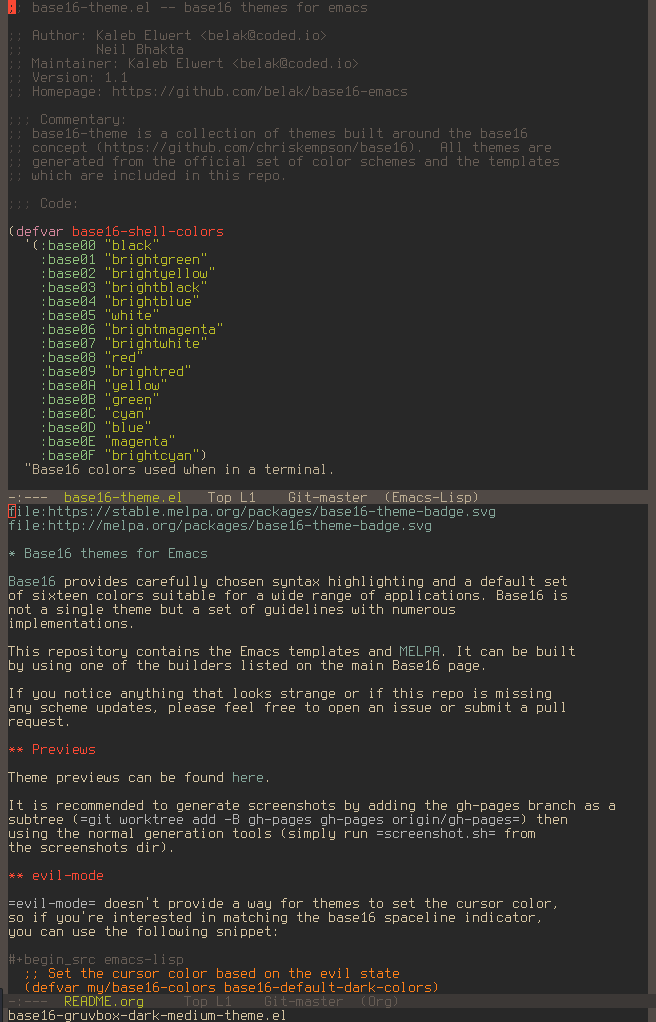 ;; base16-theme.el -- base16 themes for emacs
;; Author: Kaleb Elwert <belak@coded.io>
;;         Neil Bhakta
;; Maintainer: Kaleb Elwert <belak@coded.io>
;; Version: 1.1
;; Homepage: https://github.com/belak/base16-emacs
;;; Commentary:
;; base16-theme is a collection of themes built around the base16
;; concept (https://github.com/chriskempson/base16).  All themes are
;; generated from the official set of color schemes and the templates
;; which are included in this repo.
;;; Code:
(defvar base16-shell-colors
  '(:base00 "black"
    :base01 "brightgreen"
    :base02 "brightyellow"
    :base03 "brightblack"
    :base04 "brightblue"
    :base05 "white"
    :base06 "brightmagenta"
    :base07 "brightwhite"
    :base08 "red"
    :base09 "brightred"
    :base0A "yellow"
    :base0B "green"
    :base0C "cyan"
    :base0D "blue"
    :base0E "magenta"
    :base0F "brightcyan")
  "Base16 colors used when in a terminal.
-:---  base16-theme.el   Top L1    Git-master  (Emacs-Lisp)
file:https://stable.melpa.org/packages/base16-theme-badge.svg
file:http://melpa.org/packages/base16-theme-badge.svg
* Base16 themes for Emacs
Base16 provides carefully chosen syntax highlighting and a default set
of sixteen colors suitable for a wide range of applications. Base16 is
not a single theme but a set of guidelines with numerous
implementations.
This repository contains the Emacs templates and MELPA. It can be built
by using one of the builders listed on the main Base16 page.
If you notice anything that looks strange or if this repo is missing
any scheme updates, please feel free to open an issue or submit a pull
request.
** Previews
Theme previews can be found here.
It is recommended to generate screenshots by adding the gh-pages branch as a
subtree (=git worktree add -B gh-pages gh-pages origin/gh-pages=) then
using the normal generation tools (simply run =screenshot.sh= from
the screenshots dir).
** evil-mode
=evil-mode= doesn't provide a way for themes to set the cursor color,
so if you're interested in matching the base16 spaceline indicator,
you can use the following snippet:
#+begin_src emacs-lisp
  ;; Set the cursor color based on the evil state
  (defvar my/base16-colors base16-default-dark-colors)
-:---  README.org     Top L1    Git-master  (Org)
base16-gruvbox-dark-medium-theme.el